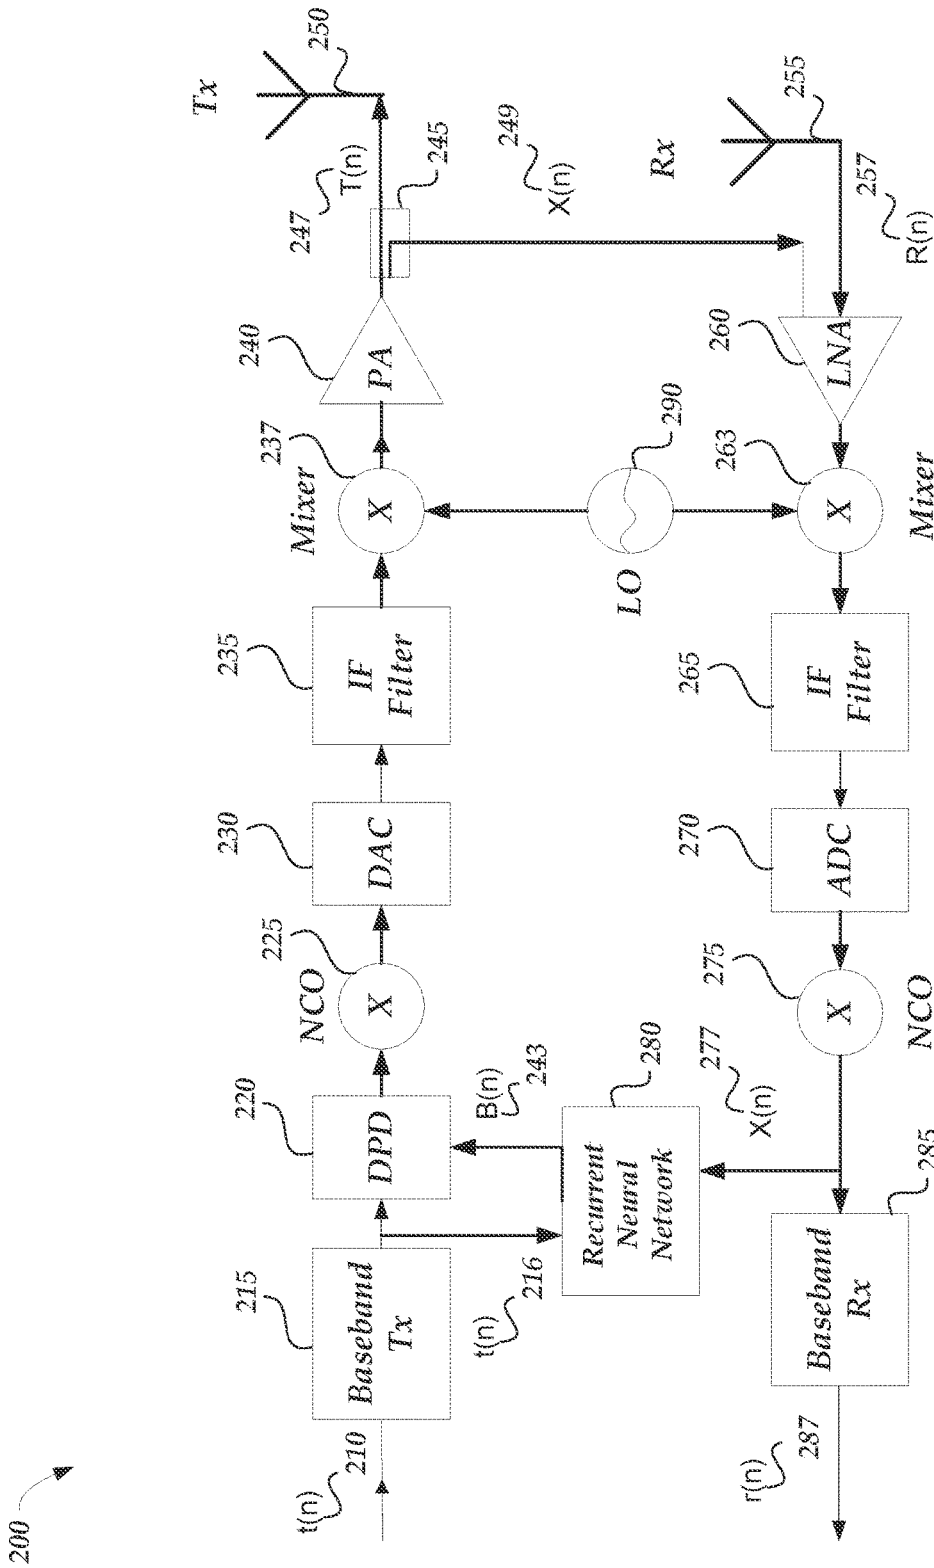 200
t(n)
210
215
Baseband
Tx
t(n)
216
220
DPD
B(n)
243
NCO
225
X
230
DAC
235
IF
Filter
Mixer
237
X
240
PA
247
T(n)
245
Tx
250
249
X(n)
LO
290
280
Recurrent
Neural
Network
Rx
255
257
R(n)
260
LNA
263
X
Mixer
265
IF
Filter
270
ADC
275
X
NCO
277
X(n)
285
Baseband
Rx
r(n)
287